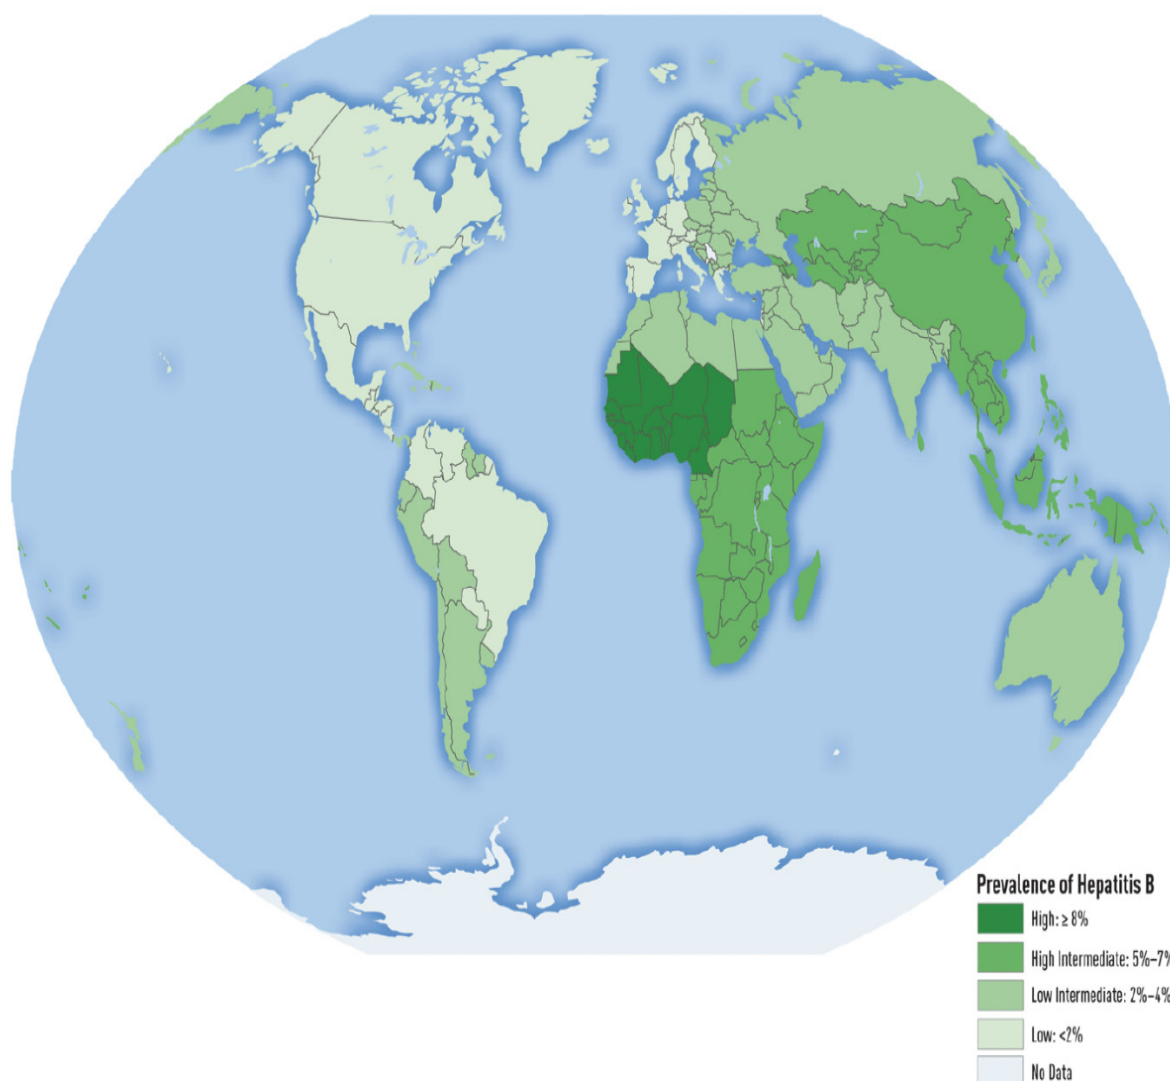 Prevalence of Hepatitis B
High: ≥ 8%
High Intermediate: 5%–7%
Low Intermediate: 2%–4%
Low: <2%
No Data